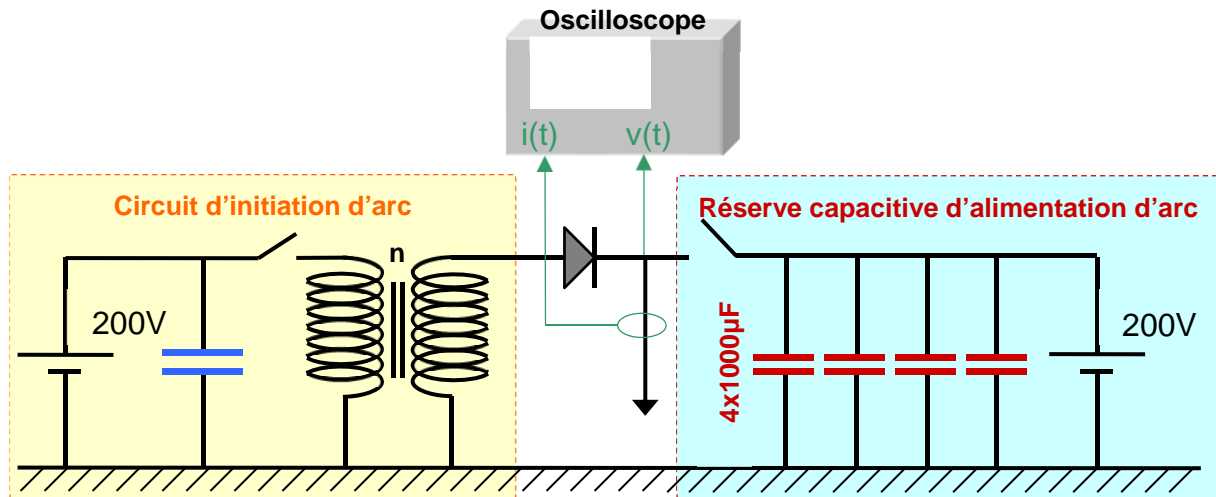 Oscilloscope
i(t)
v(t)
Circuit d’initiation d’arc
Réserve capacitive d’alimentation d’arc
n
200V
4x1000µF
200V